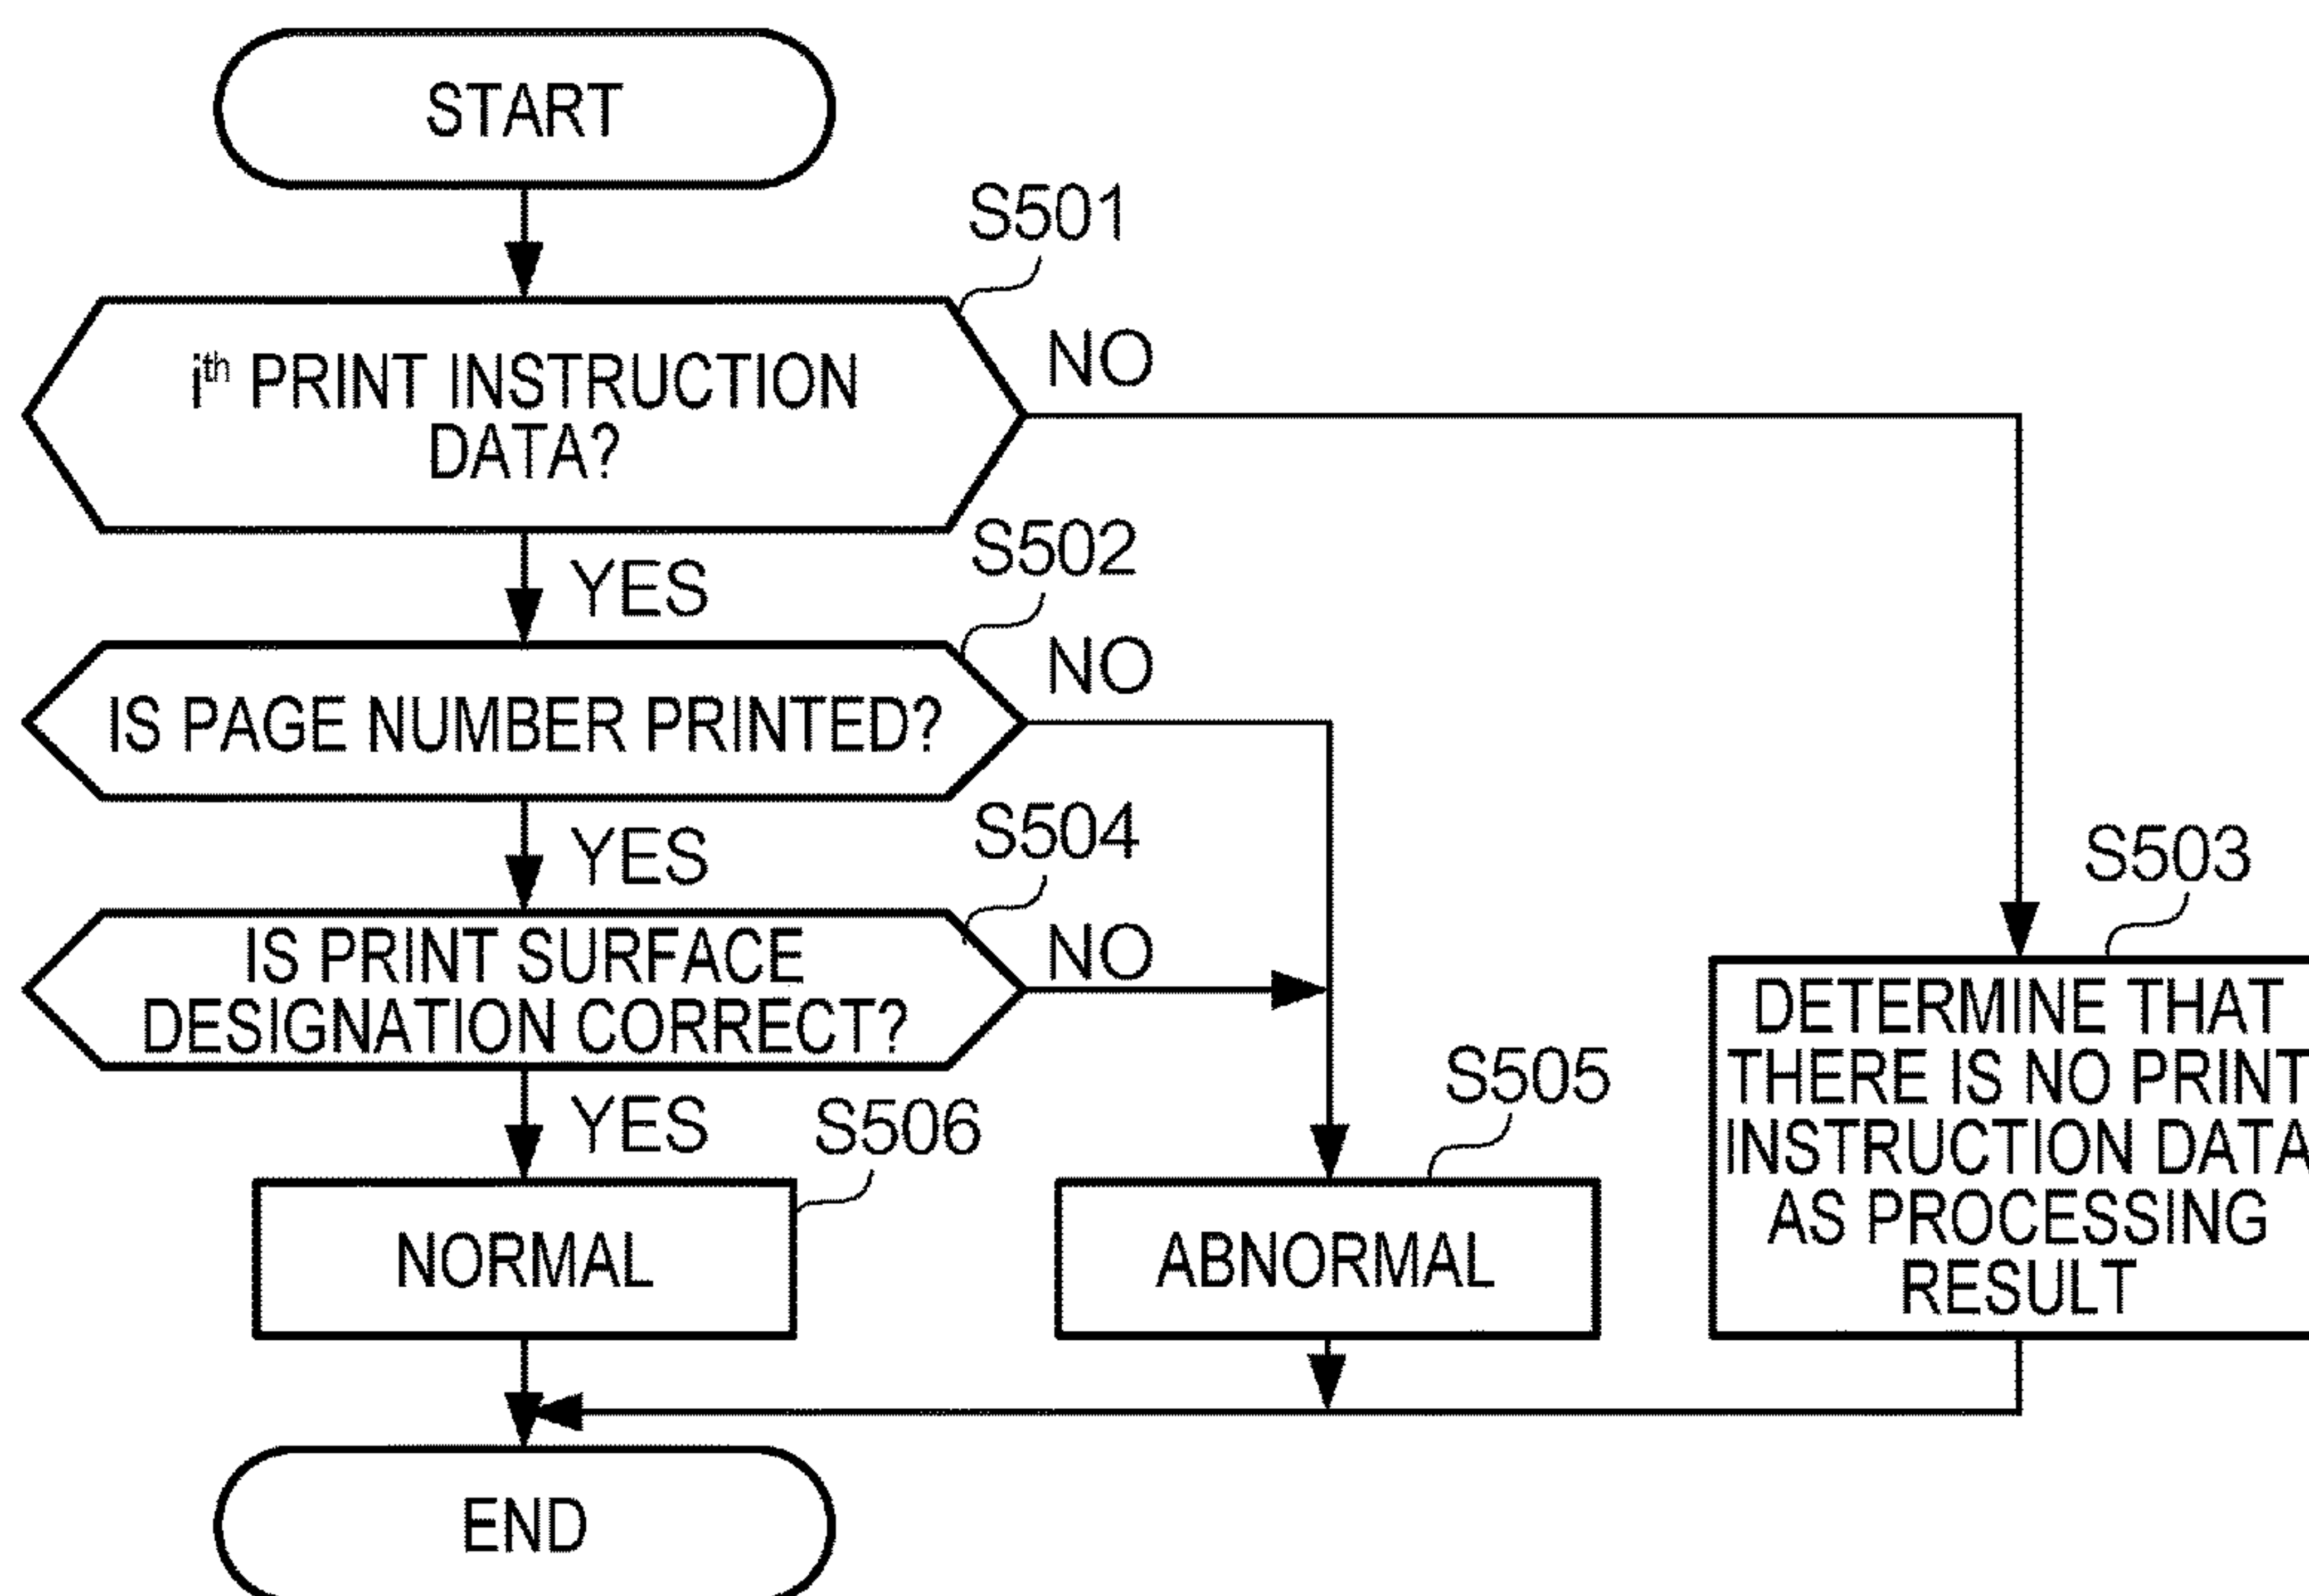 START
S501
NO
iᵗʰ PRINT INSTRUCTION
DATA?
YES
S502
NO
IS PAGE NUMBER PRINTED?
YES
S504
NO
IS PRINT SURFACE
DESIGNATION CORRECT?
YES
S506
NORMAL
S505
ABNORMAL
S503
DETERMINE THAT
THERE IS NO PRINT
INSTRUCTION DATA
AS PROCESSING
RESULT
END